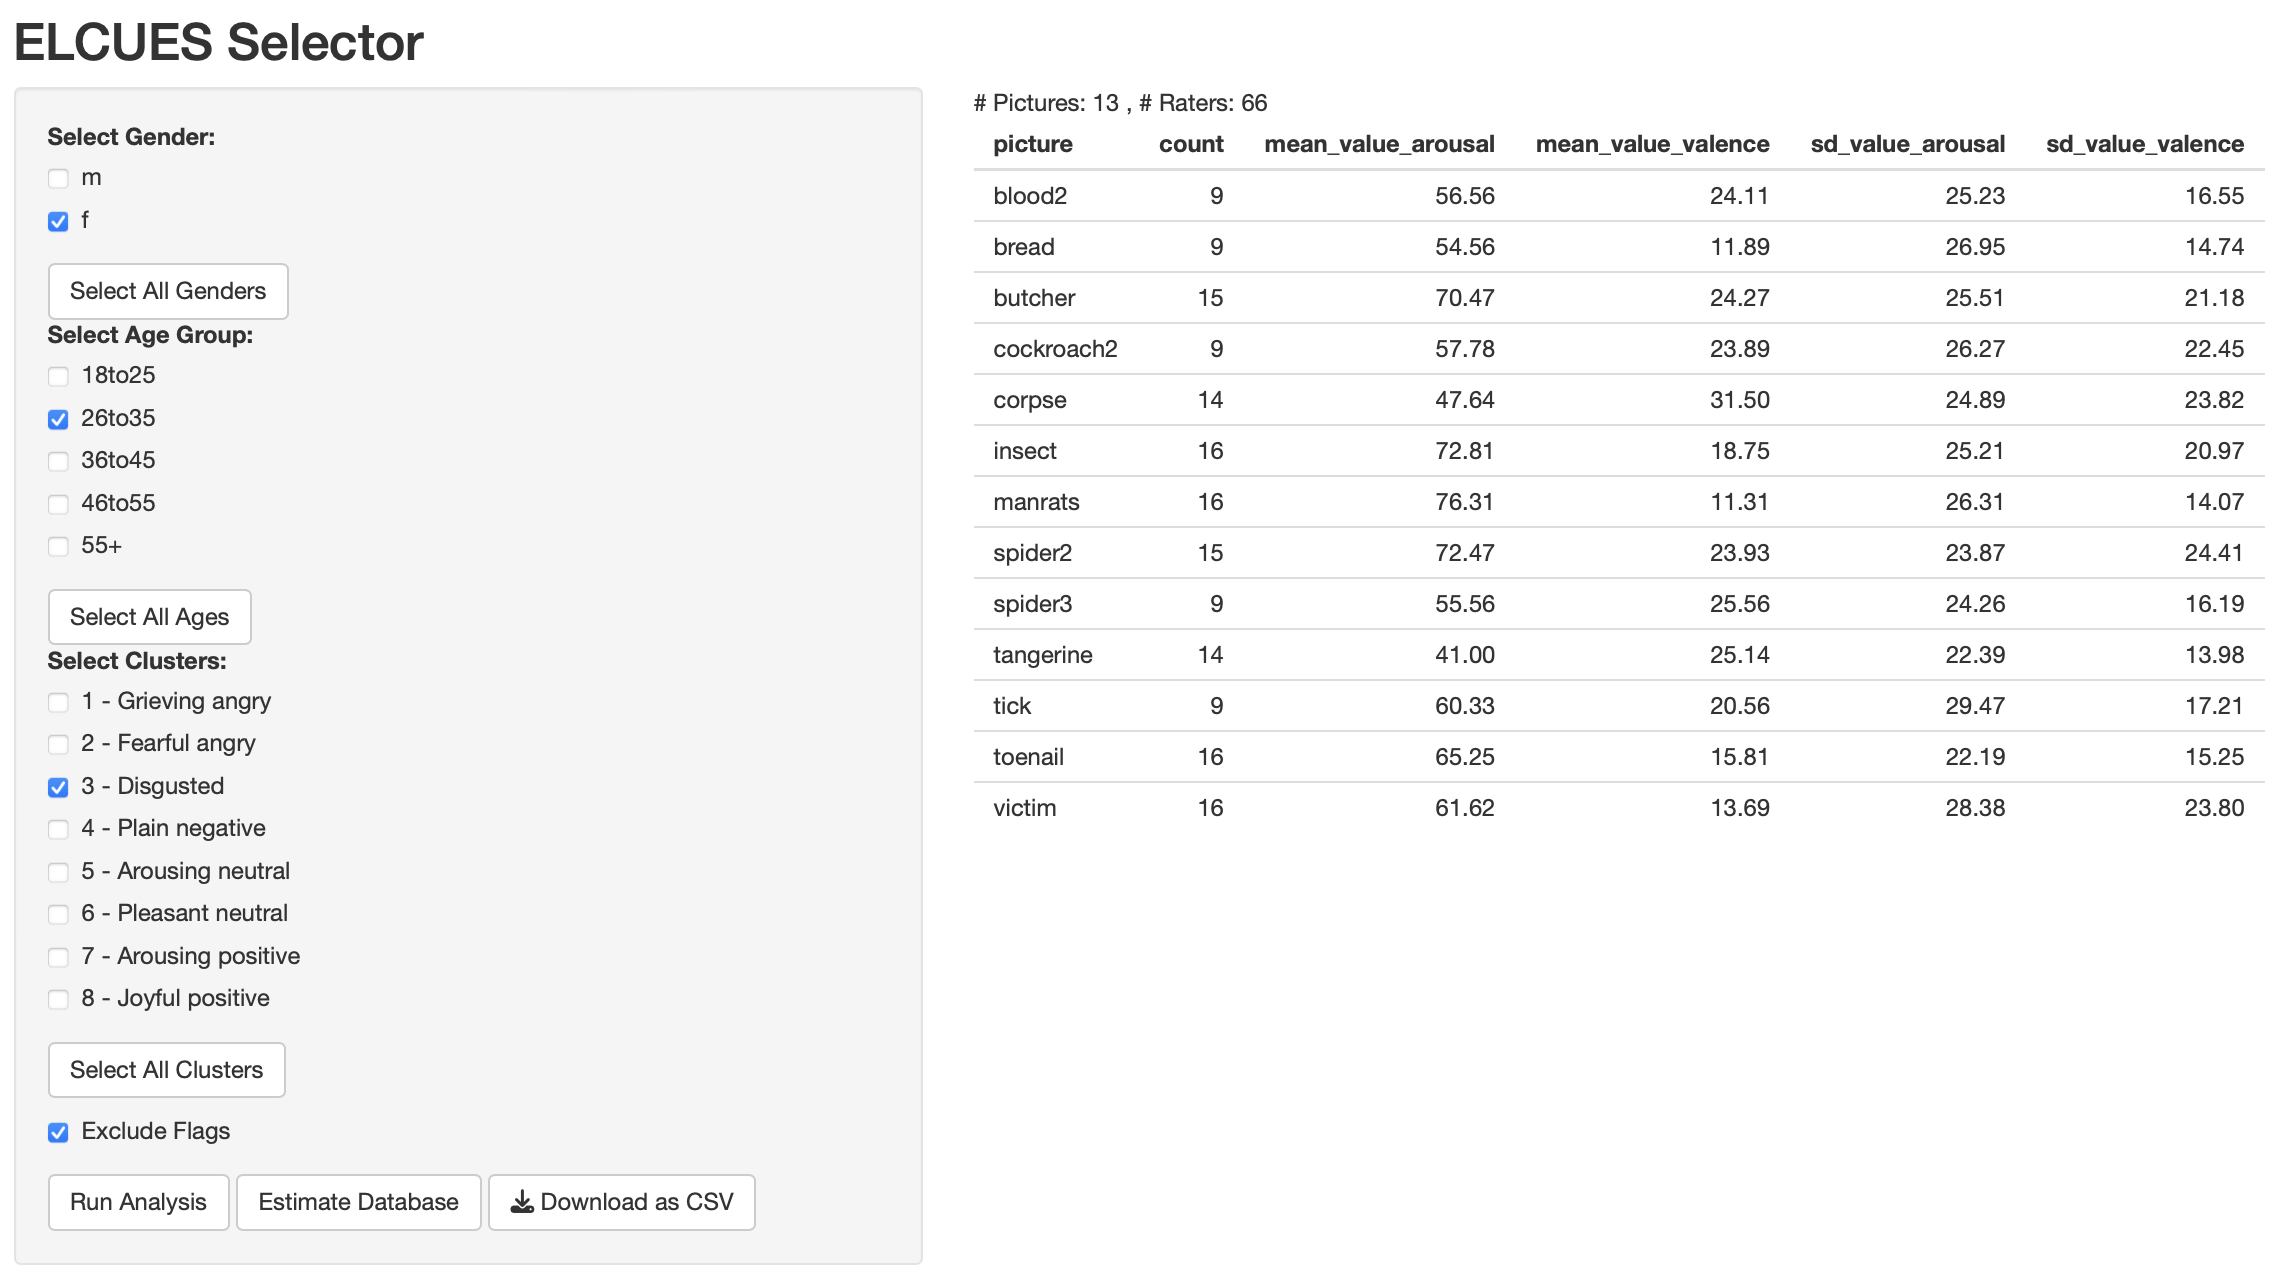 ELCUES Selector
Select Gender:
m
f
Select All Genders
Select Age Group:
18to25
26to35
36to45
46to55
55+
Select All Ages
Select Clusters:
1 - Grieving angry
2 - Fearful angry
3 - Disgusted
4 - Plain negative
5 - Arousing neutral
6 - Pleasant neutral
7 - Arousing positive
8 - Joyful positive
Select All Clusters
Exclude Flags
Run Analysis Estimate Database Download as CSV
# Pictures: 13 , # Raters: 66
picture count mean_value_arousal mean_value_valence sd_value_arousal sd_value_valence
blood2 9 56.56 24.11 25.23 16.55
bread 9 54.56 11.89 26.95 14.74
butcher 15 70.47 24.27 25.51 21.18
cockroach2 9 57.78 23.89 26.27 22.45
corpse 14 47.64 31.50 24.89 23.82
insect 16 72.81 18.75 25.21 20.97
manrats 16 76.31 11.31 26.31 14.07
spider2 15 72.47 23.93 23.87 24.41
spider3 9 55.56 25.56 24.26 16.19
tangerine 14 41.00 25.14 22.39 13.98
tick 9 60.33 20.56 29.47 17.21
toenail 16 65.25 15.81 22.19 15.25
victim 16 61.62 13.69 28.38 23.80